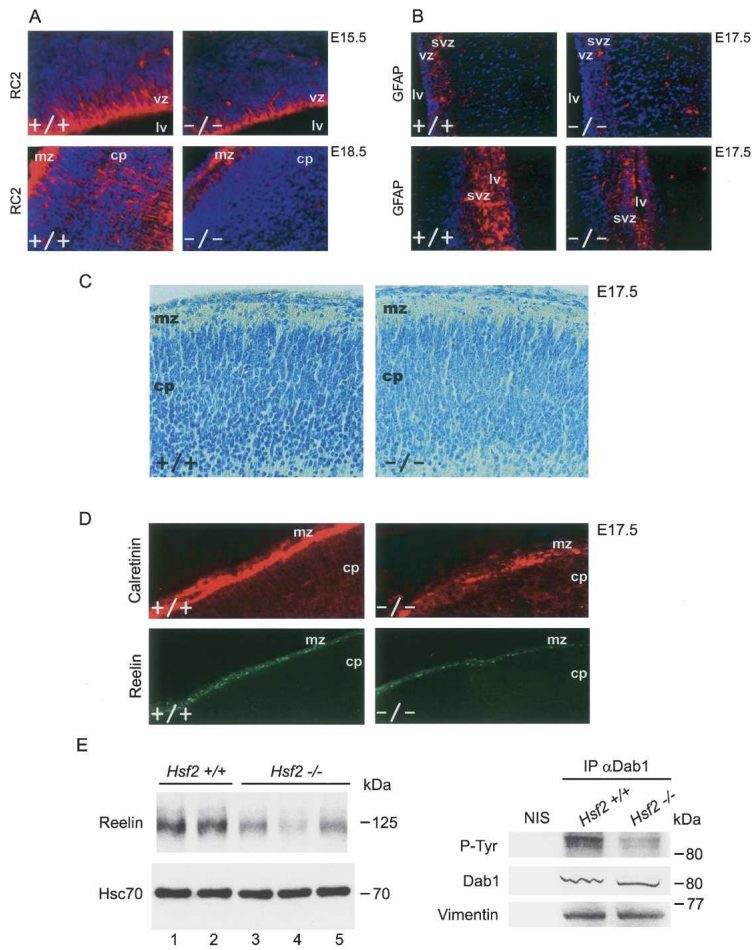 A
B
E15.5
E17.5
RC2
vz
lv
+/+
vz
lv
-/-
GFAP
svz
vz
lv
+/+
svz
vz
lv
-/-
E18.5
E17.5
RC2
mz
cp
+/+
mz
cp
-/-
GFAP
lv
svz
+/+
lv
svz
-/-
C
E17.5
mz
cp
+/+
mz
cp
-/-
D
E17.5
Calretinin
mz
cp
+/+
mz
cp
-/-
Reelin
mz
cp
+/+
mz
cp
-/-
E
Hsf2 +/+ Hsf2 -/- kDa
Reelin -125
Hsc70 -70
1 2 3 4 5
IP αDab1
NIS Hsf2 +/+ Hsf2 -/- kDa
P-Tyr -80
Dab1 -80
-77
Vimentin